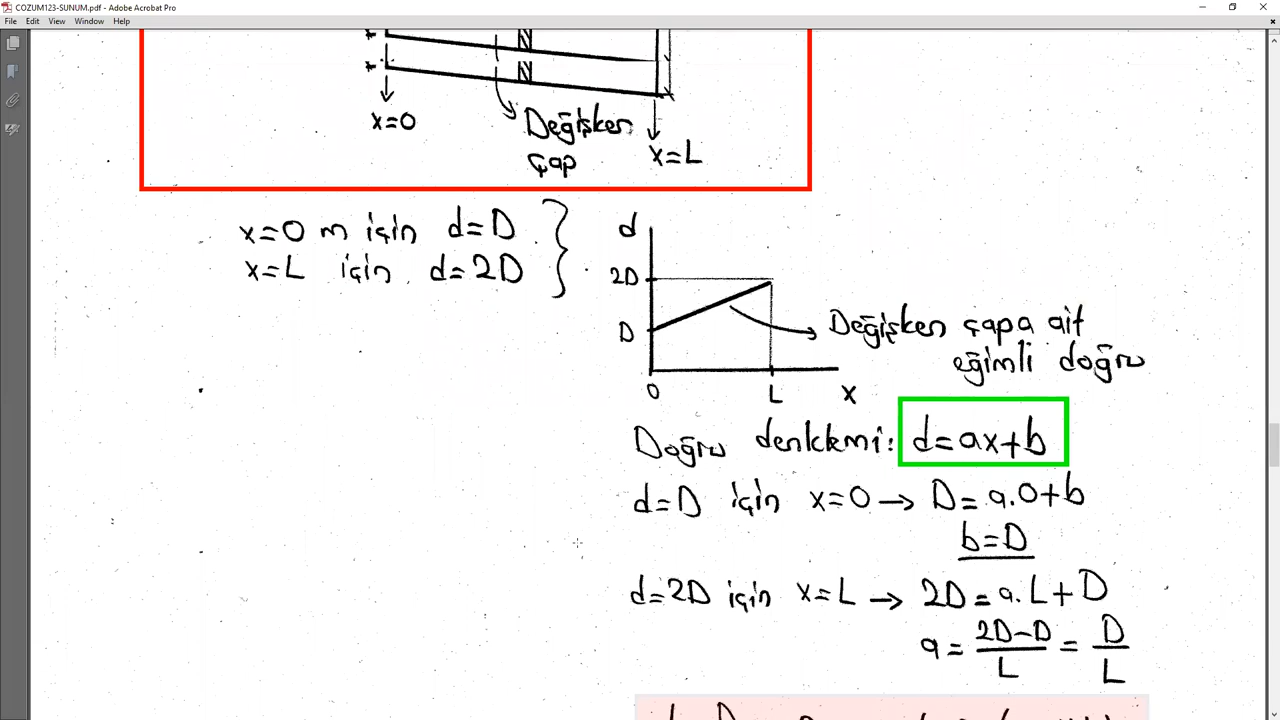 COZUM123-SUNUM.pdf - Adobe Acrobat Pro
File Edit View Window Help
x=0
Değişken
çap
x=L
x=0 m için d=D
x=L için d=2D
d
2D
D
0
L
x
Değişken çapa ait
eğimli doğru
Doğru denklemi: d=ax+b
d=D için x=0 → D=a.0+b
b=D
d=2D için x=L → 2D=a.L+D
a = 2D-D / L = D / L